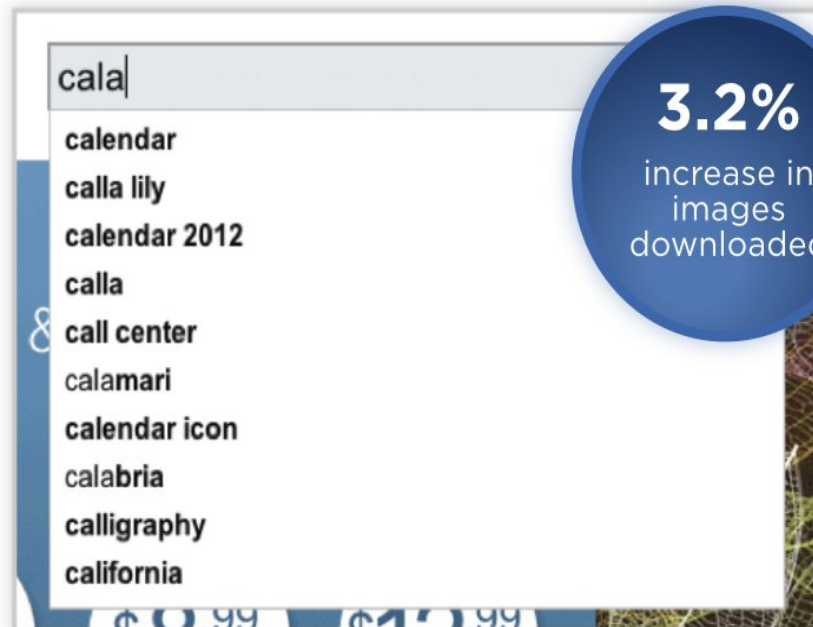 cala
calendar
calla lily
calendar 2012
calla
call center
calamari
calendar icon
calabria
calligraphy
california
3.2%
increase in
images
downloaded
&